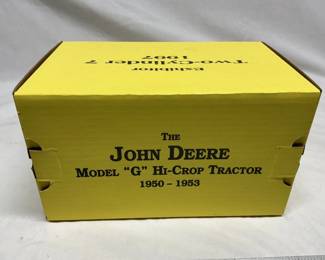 Exhibitor
Two-Cylinder 7
1997
THE
JOHN DEERE
MODEL "G" HI-CROP TRACTOR
1950 - 1953